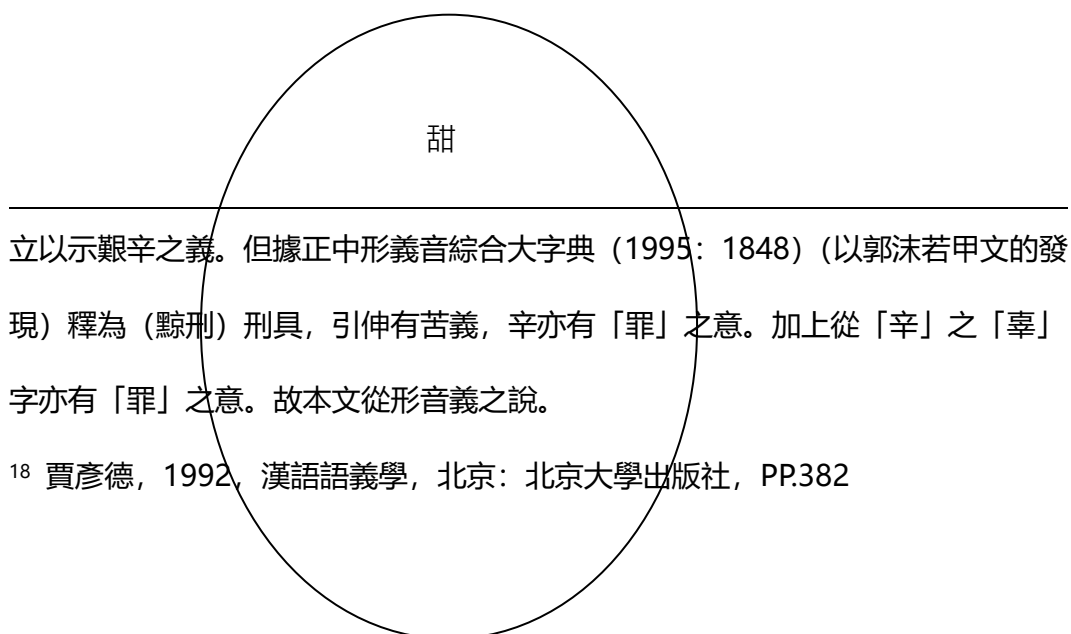 甜
立以示艱辛之義。但據正中形義音綜合大字典（1995：1848）（以郭沫若甲文的發
現）釋為（黥刑）刑具，引伸有苦義，辛亦有「罪」之意。加上從「辛」之「辜」
字亦有「罪」之意。故本文從形音義之說。
18 賈彥德，1992，漢語語義學，北京：北京大學出版社，PP.382